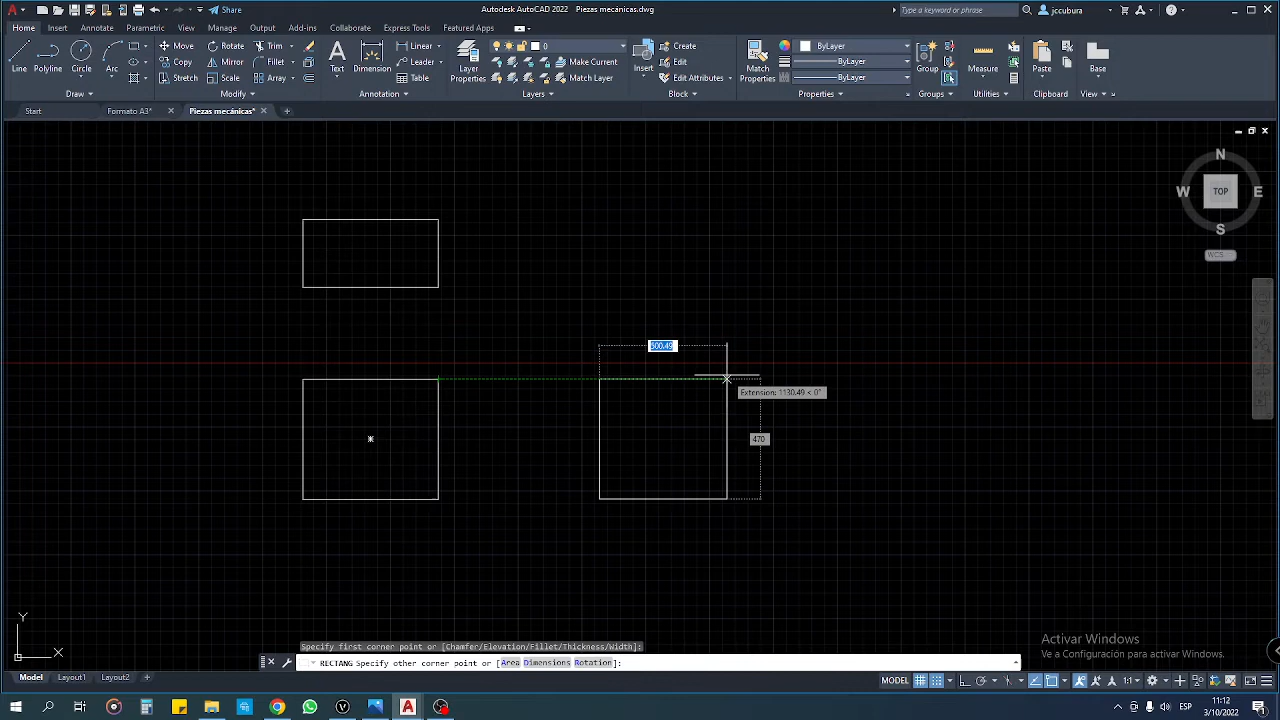 Share
Autodesk AutoCAD 2022   Piezas mecánicas.dwg
Type a keyword or phrase
jccubura
Home Insert Annotate Parametric View Manage Output Add-ins Collaborate Express Tools Featured Apps
Line
Polyline
Circle
Arc
Move
Rotate
Trim
Copy
Mirror
Fillet
Stretch
Scale
Array
Draw
Modify
Text
Dimension
Linear
Leader
Table
Annotation
Layer
Properties
0
Make Current
Match Layer
Layers
Insert
Create
Edit
Edit Attributes
Block
Match
Properties
ByLayer
ByLayer
ByLayer
Properties
Group
Groups
Measure
Utilities
Paste
Clipboard
Base
View
Start
Formato A3*
Piezas mecánicas*
N
W
TOP
E
S
WCS
Extension: 1130.49 < 0°
470
Y
X
Specify first corner point or [Chamfer/Elevation/Fillet/Thickness/Width]:
RECTANG Specify other corner point or [Area Dimensions Rotation]:
Activar Windows
Ve a Configuración para activar Windows.
Model
MODEL
1:1
ESP
11:12
3/10/2022